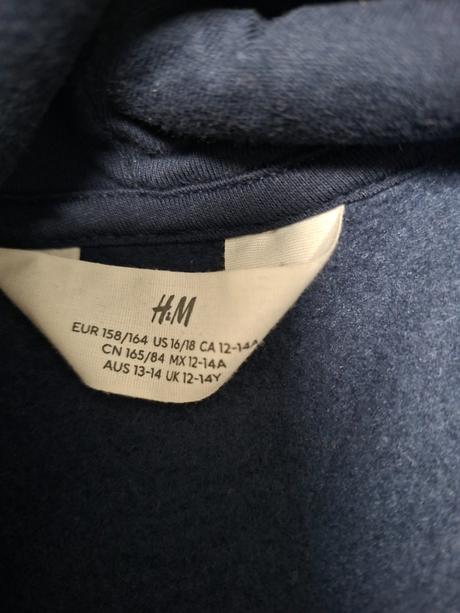 H&M
EUR 158/164 US 16/18 CA 12-14A
CN 165/84 MX 12-14A
AUS 13-14 UK 12-14Y